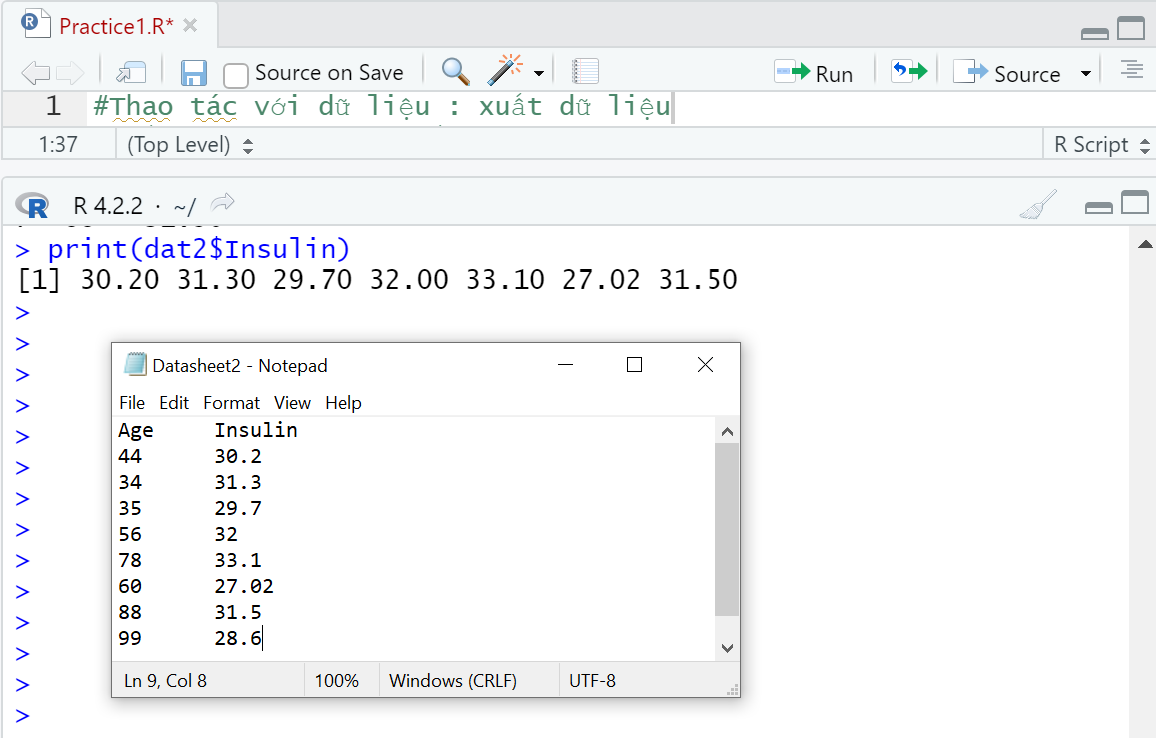 Practice1.R*
Source on Save
Run
Source
1 #Thao tác với dữ liệu : xuất dữ liệu
1:37
(Top Level)
R Script
R 4.2.2 · ~/
> print(dat2$Insulin)
[1] 30.20 31.30 29.70 32.00 33.10 27.02 31.50
>
>
>
>
>
>
>
>
>
>
>
>
>
>
Datasheet2 - Notepad
File Edit Format View Help
Age Insulin
44 30.2
34 31.3
35 29.7
56 32
78 33.1
60 27.02
88 31.5
99 28.6
Ln 9, Col 8
100%
Windows (CRLF)
UTF-8